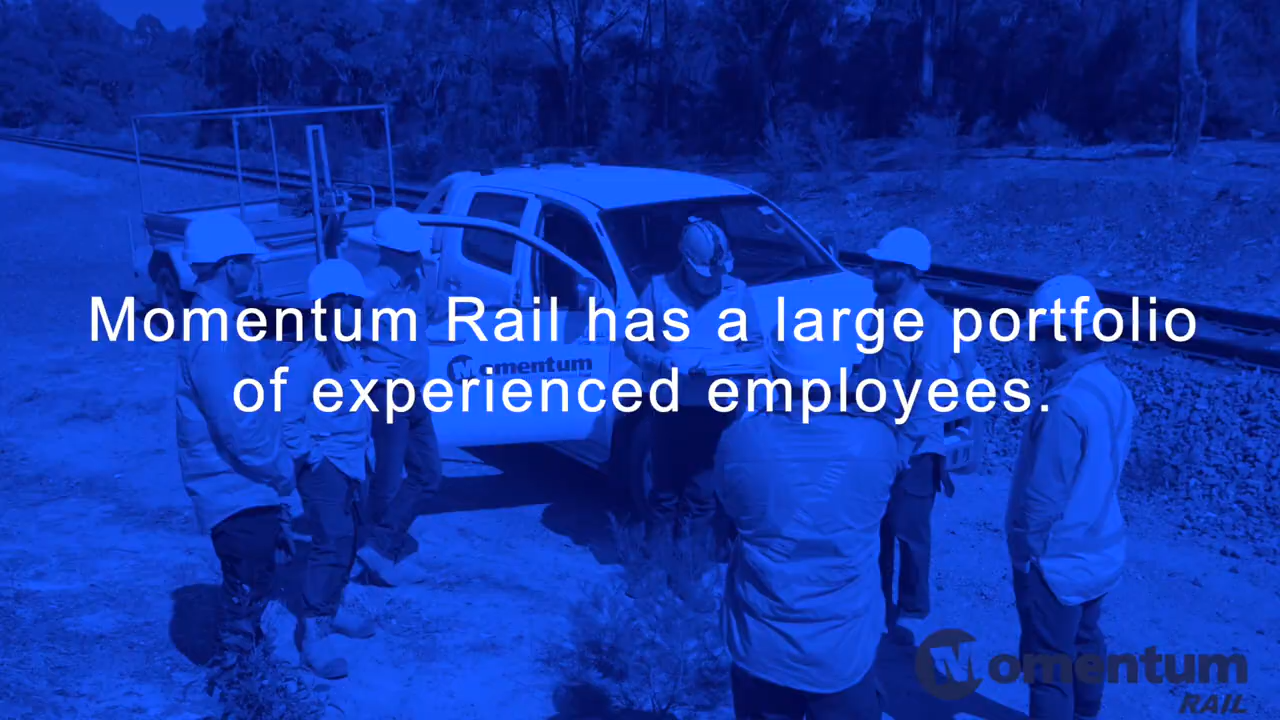 Momentum Rail has a large portfolio
of experienced employees.
Momentum
Momentum
RAIL